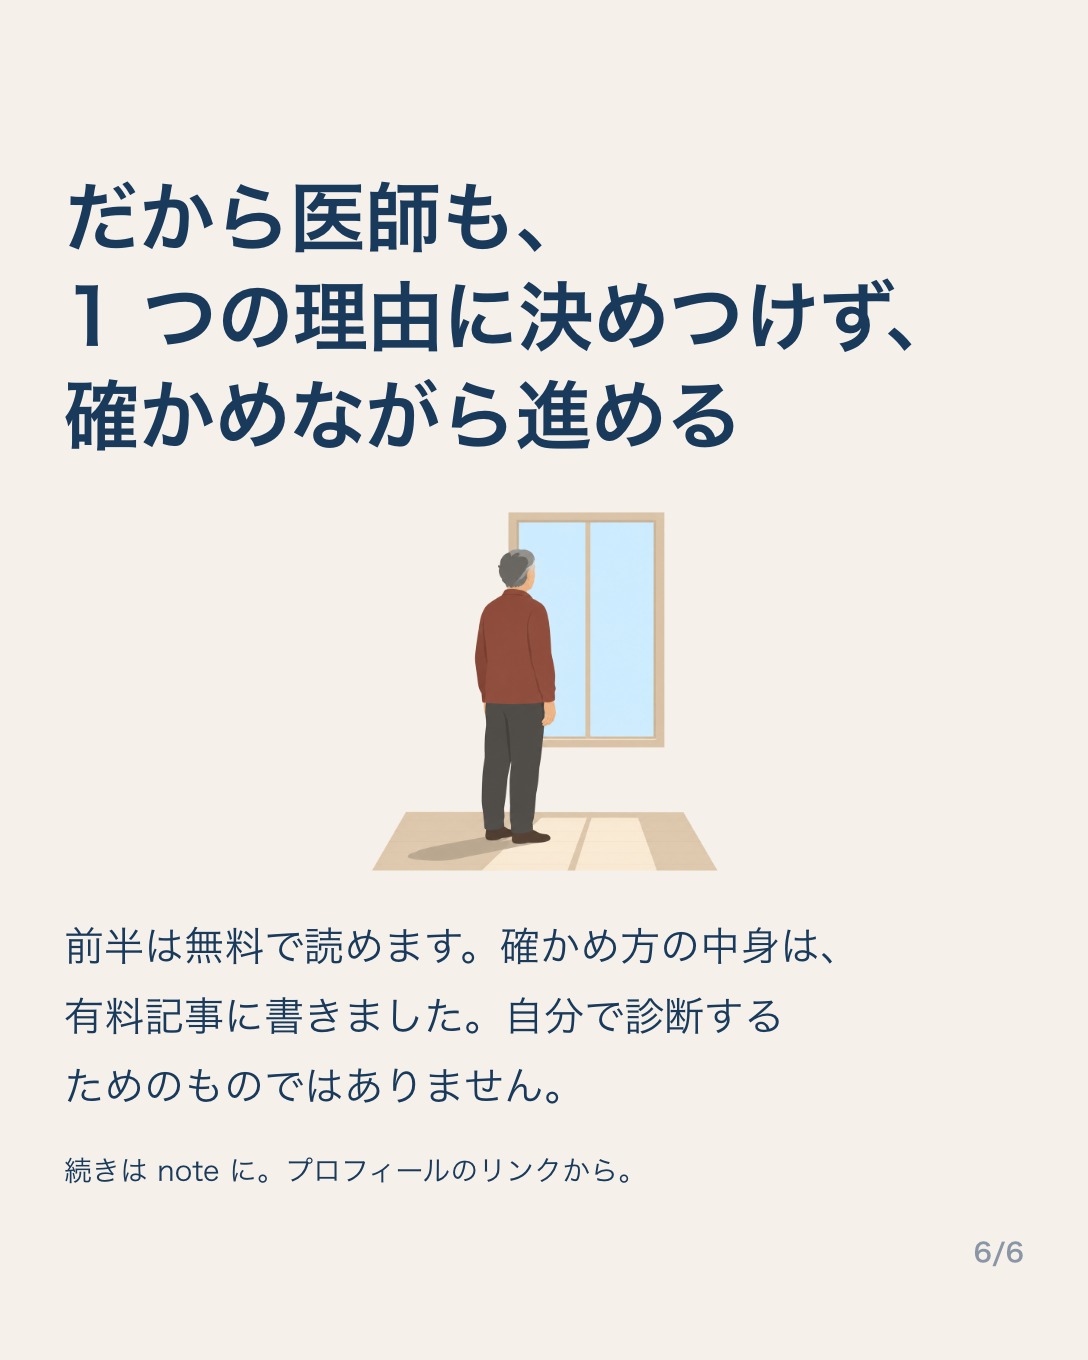 だから医師も、
1 つの理由に決めつけず、
確かめながら進める
前半は無料で読めます。確かめ方の中身は、
有料記事に書きました。自分で診断する
ためのものではありません。
続きは note に。プロフィールのリンクから。
6/6